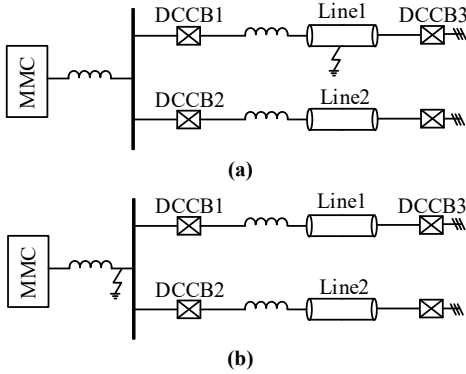 DCCB1
Line1
DCCB3
MMC
DCCB2
Line2
(a)
DCCB1
Line1
DCCB3
MMC
DCCB2
Line2
(b)